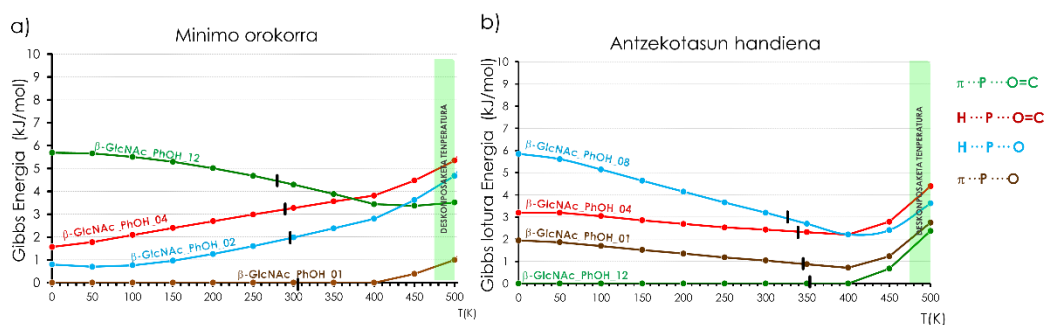 a)
Minimo orokorra
Gibbs Energia (kJ/mol)
10
9
8
7
6
5
4
3
2
1
0
β-GlcNAc_PhOH_12
β-GlcNAc_PhOH_04
β-GlcNAc_PhOH_02
β-GlcNAc_PhOH_01
DESKONPOSAKETA TENPERATURA
0 50 100 150 200 250 300 350 400 450 500
T(K)
b)
Antzekotasun handiena
Gibbs lotura Energia (kJ/mol)
10
9
8
7
6
5
4
3
2
1
0
β-GlcNAc_PhOH_08
β-GlcNAc_PhOH_04
β-GlcNAc_PhOH_01
β-GlcNAc_PhOH_12
DESKONPOSAKETA TENPERATURA
0 50 100 150 200 250 300 350 400 450 500
T(K)
π ··· P ··· O=C
H ··· P ··· O=C
H ··· P ··· O
π ··· P ··· O